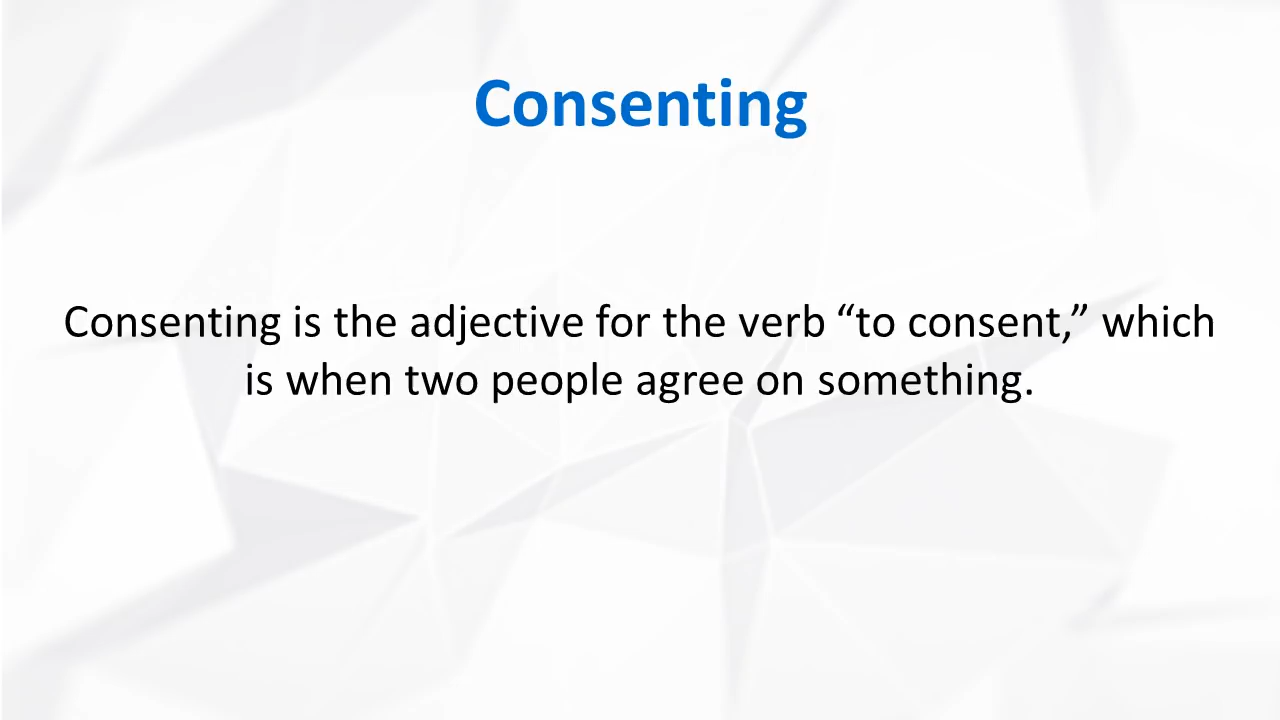 Consenting
Consenting is the adjective for the verb “to consent,” which
is when two people agree on something.